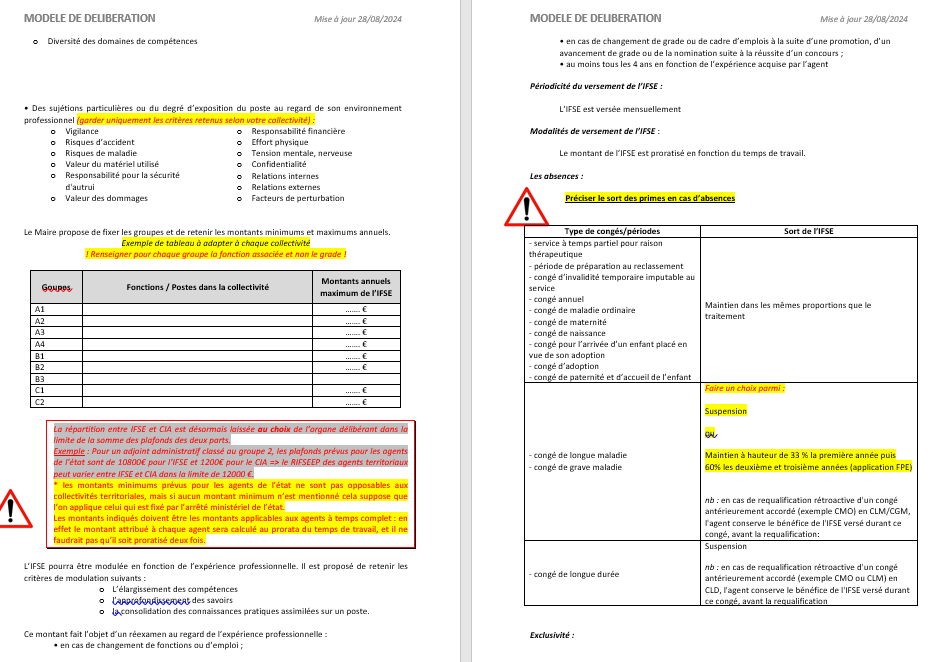 MODELE DE DELIBERATION
Mise à jour 28/08/2024
o Diversité des domaines de compétences
• Des sujétions particulières ou du degré d'exposition du poste au regard de son environnement
professionnel (garder uniquement les critères retenus selon votre collectivité) :
o Vigilance
o Risques d'accident
o Risques de maladie
o Valeur du matériel utilisé
o Responsabilité pour la sécurité
d'autrui
o Valeur des dommages
o Responsabilité financière
o Effort physique
o Tension mentale, nerveuse
o Confidentialité
o Relations internes
o Relations externes
o Facteurs de perturbation
Le Maire propose de fixer les groupes et de retenir les montants minimums et maximums annuels.
Exemple de tableau à adapter à chaque collectivité
! Renseigner pour chaque groupe la fonction associée et non le grade !
Goupes
Fonctions / Postes dans la collectivité
Montants annuels
maximum de l'IFSE
A1 ....... €
A2 ....... €
A3 ....... €
A4 ....... €
B1 ....... €
B2 ....... €
B3
C1 ....... €
C2 ....... €
La répartition entre IFSE et CIA est désormais laissée au choix de l'organe délibérant dans la
limite de la somme des plafonds des deux parts.
Exemple : Pour un adjoint administratif classé au groupe 2, les plafonds prévus pour les agents
de l'état sont de 10800€ pour l'IFSE et 1200€ pour le CIA => le RIFSEEP des agents territoriaux
peut varier entre IFSE et CIA dans la limite de 12000 €.
* les montants minimums prévus pour les agents de l'état ne sont pas opposables aux
collectivités territoriales, mais si aucun montant minimum n'est mentionné cela suppose que
l'on applique celui qui est fixé par l'arrêté ministériel de l'état.
Les montants indiqués doivent être les montants applicables aux agents à temps complet : en
effet le montant attribué à chaque agent sera calculé au prorata du temps de travail, et il ne
faudrait pas qu'il soit proratisé deux fois.
L'IFSE pourra être modulée en fonction de l'expérience professionnelle. Il est proposé de retenir les
critères de modulation suivants :
o L'élargissement des compétences
o l'approfondissement des savoirs
o la consolidation des connaissances pratiques assimilées sur un poste.
Ce montant fait l'objet d'un réexamen au regard de l'expérience professionnelle :
• en cas de changement de fonctions ou d'emploi ;
MODELE DE DELIBERATION
Mise à jour 28/08/2024
• en cas de changement de grade ou de cadre d'emplois à la suite d'une promotion, d'un
avancement de grade ou de la nomination suite à la réussite d'un concours ;
• au moins tous les 4 ans en fonction de l'expérience acquise par l'agent
Périodicité du versement de l'IFSE :
L'IFSE est versée mensuellement
Modalités de versement de l'IFSE :
Le montant de l'IFSE est proratisé en fonction du temps de travail.
Les absences :
Préciser le sort des primes en cas d'absences
Type de congés/périodes
Sort de l'IFSE
- service à temps partiel pour raison
thérapeutique
- période de préparation au reclassement
- congé d'invalidité temporaire imputable au
service
- congé annuel
- congé de maladie ordinaire
- congé de maternité
- congé de naissance
- congé pour l'arrivée d'un enfant placé en
vue de son adoption
- congé d'adoption
- congé de paternité et d'accueil de l'enfant
Maintien dans les mêmes proportions que le
traitement
- congé de longue maladie
- congé de grave maladie
Faire un choix parmi :
Suspension
ou
Maintien à hauteur de 33 % la première année puis
60% les deuxième et troisième années (application FPE)
nb : en cas de requalification rétroactive d'un congé
antérieurement accordé (exemple CMO) en CLM/CGM,
l'agent conserve le bénéfice de l'IFSE versé durant ce
congé, avant la requalification:
- congé de longue durée
Suspension
nb : en cas de requalification rétroactive d'un congé
antérieurement accordé (exemple CMO ou CLM) en
CLD, l'agent conserve le bénéfice de l'IFSE versé durant
ce congé, avant la requalification
Exclusivité :